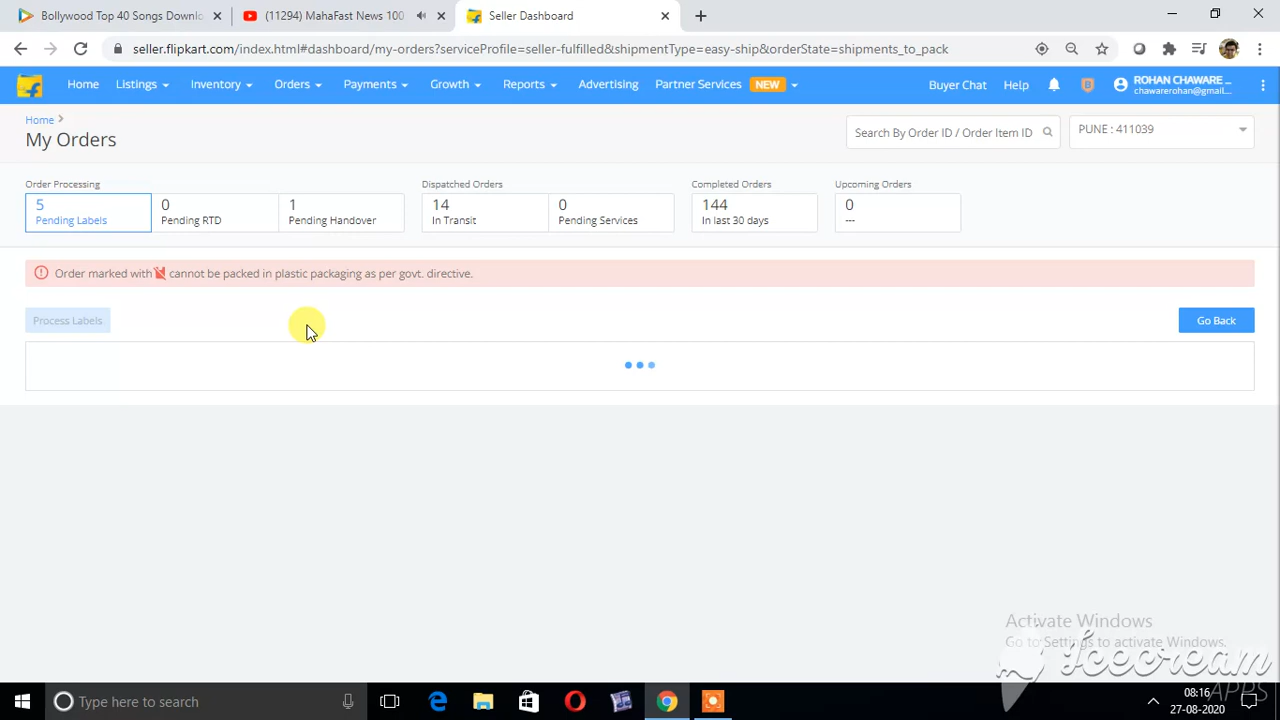 Bollywood Top 40 Songs Downlo
(11294) MahaFast News 100
Seller Dashboard
seller.flipkart.com/index.html#dashboard/my-orders?serviceProfile=seller-fulfilled&shipmentType=easy-ship&orderState=shipments_to_pack
Home Listings Inventory Orders Payments Growth Reports Advertising Partner Services NEW Buyer Chat Help ROHAN CHAWARE ...
chawarerohan@gmail....
Home
My Orders
Search By Order ID / Order Item ID
PUNE : 411039
Order Processing
Dispatched Orders
Completed Orders
Upcoming Orders
5
Pending Labels
0
Pending RTD
1
Pending Handover
14
In Transit
0
Pending Services
144
In last 30 days
0
---
Order marked with cannot be packed in plastic packaging as per govt. directive.
Process Labels
Go Back
Activate Windows
Go to Settings to activate Windows.
Icecream
APPS
Type here to search
08:16
27-08-2020